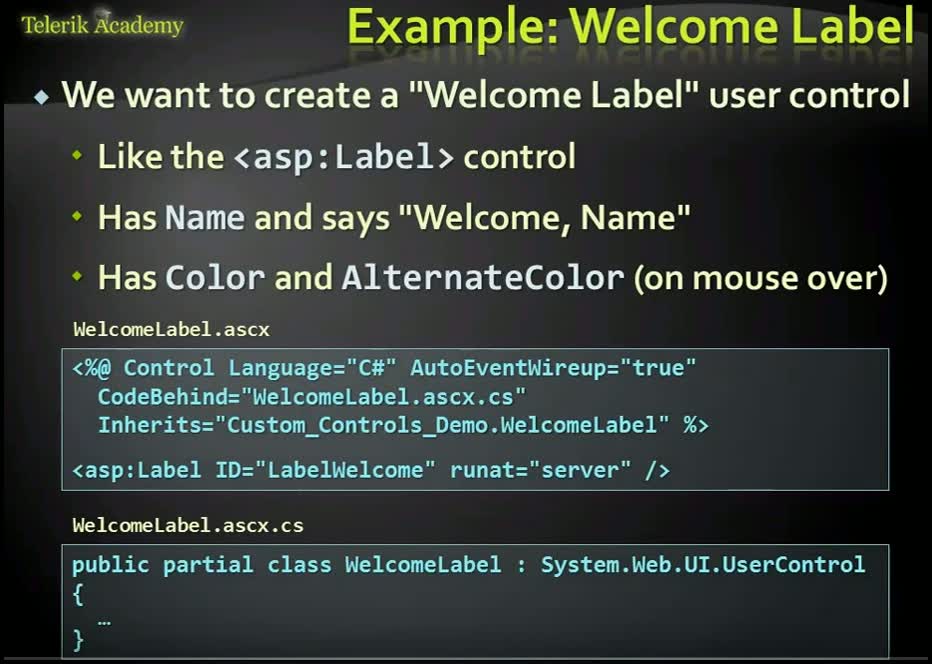 Telerik Academy
Example: Welcome Label
We want to create a "Welcome Label" user control
Like the <asp:Label> control
Has Name and says "Welcome, Name"
Has Color and AlternateColor (on mouse over)
WelcomeLabel.ascx
<%@ Control Language="C#" AutoEventWireup="true"
CodeBehind="WelcomeLabel.ascx.cs"
Inherits="Custom_Controls_Demo.WelcomeLabel" %>
<asp:Label ID="LabelWelcome" runat="server" />
WelcomeLabel.ascx.cs
public partial class WelcomeLabel : System.Web.UI.UserControl
{
…
}